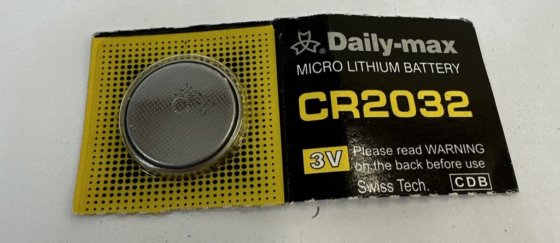 Daily-max
MICRO LITHIUM BATTERY
CR2032
3V Please read WARNING
on the back before use
Swiss Tech. CDB